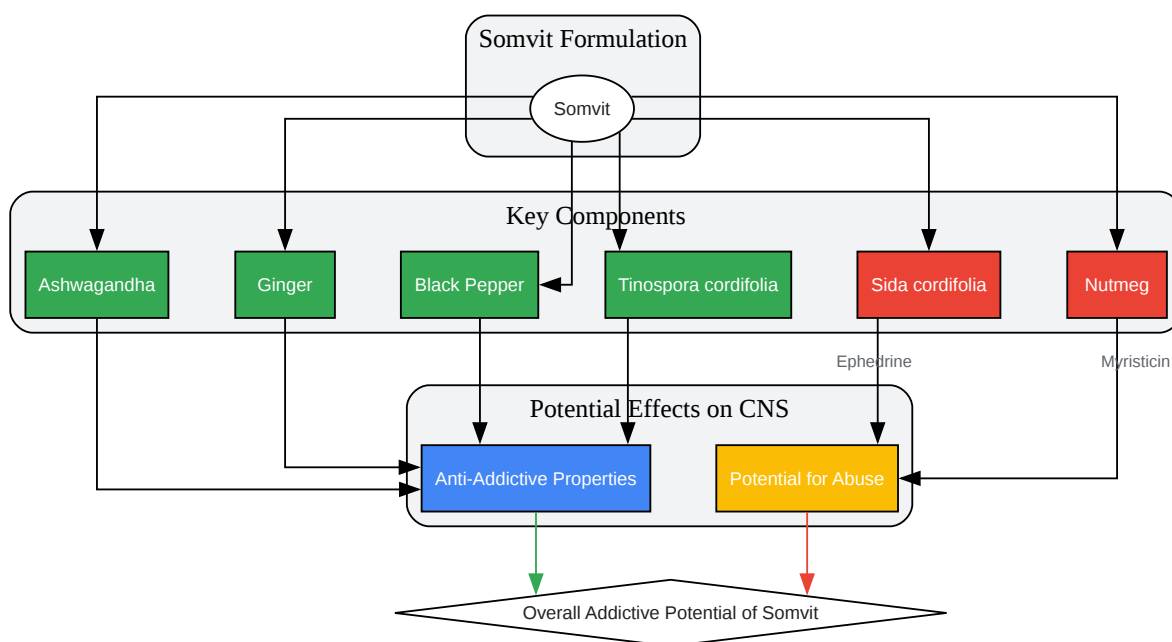 Somvit Formulation
Somvit
Key Components
Ashwagandha
Ginger
Black Pepper
Tinospora cordifolia
Sida cordifolia
Nutmeg
Ephedrine
Myristicin
Potential Effects on CNS
Anti-Addictive Properties
Potential for Abuse
Overall Addictive Potential of Somvit